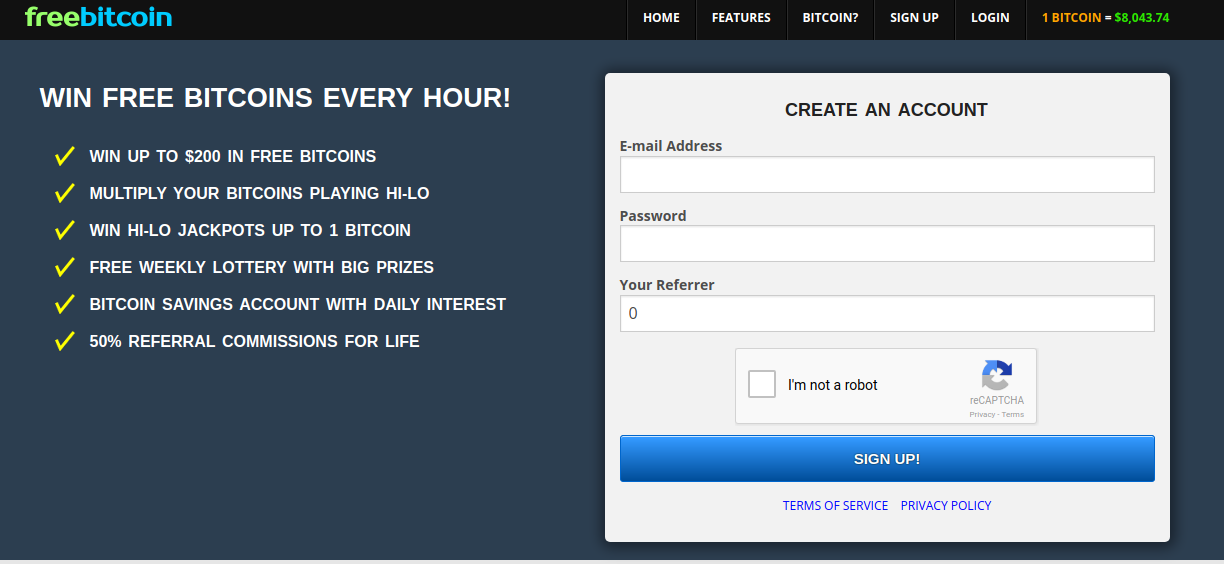 freebitcoin
HOME FEATURES BITCOIN? SIGN UP LOGIN 1 BITCOIN = $8,043.74
WIN FREE BITCOINS EVERY HOUR!
WIN UP TO $200 IN FREE BITCOINS
MULTIPLY YOUR BITCOINS PLAYING HI-LO
WIN HI-LO JACKPOTS UP TO 1 BITCOIN
FREE WEEKLY LOTTERY WITH BIG PRIZES
BITCOIN SAVINGS ACCOUNT WITH DAILY INTEREST
50% REFERRAL COMMISSIONS FOR LIFE
CREATE AN ACCOUNT
E-mail Address
Password
Your Referrer
0
I'm not a robot
reCAPTCHA
Privacy - Terms
SIGN UP!
TERMS OF SERVICE PRIVACY POLICY